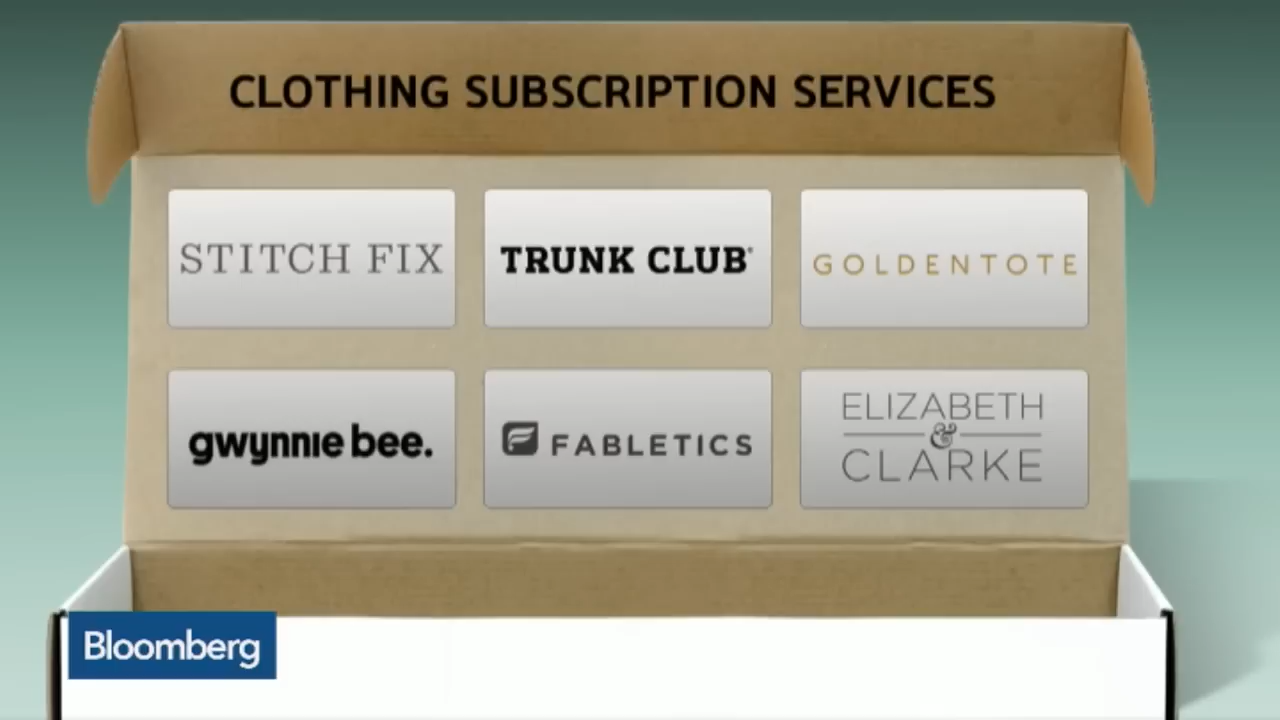 CLOTHING SUBSCRIPTION SERVICES
STITCH FIX
TRUNK CLUB
GOLDENTOTE
gwynnie bee.
FABLETICS
ELIZABETH
&
CLARKE
Bloomberg